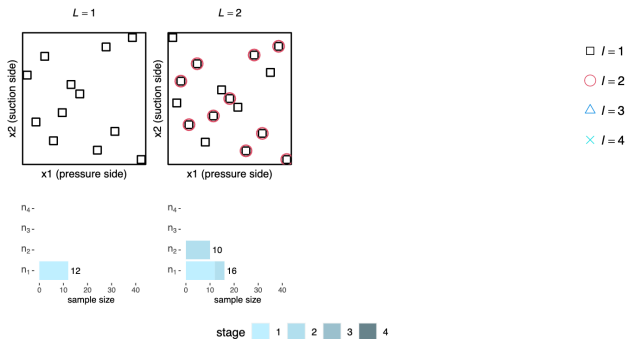 L = 1
L = 2
x2 (suction side)
x2 (suction side)
x1 (pressure side)
x1 (pressure side)
l = 1
l = 2
l = 3
l = 4
n4
n3
n2
n1
12
0 10 20 30 40
sample size
n4
n3
n2
10
n1
16
0 10 20 30 40
sample size
stage 1 2 3 4